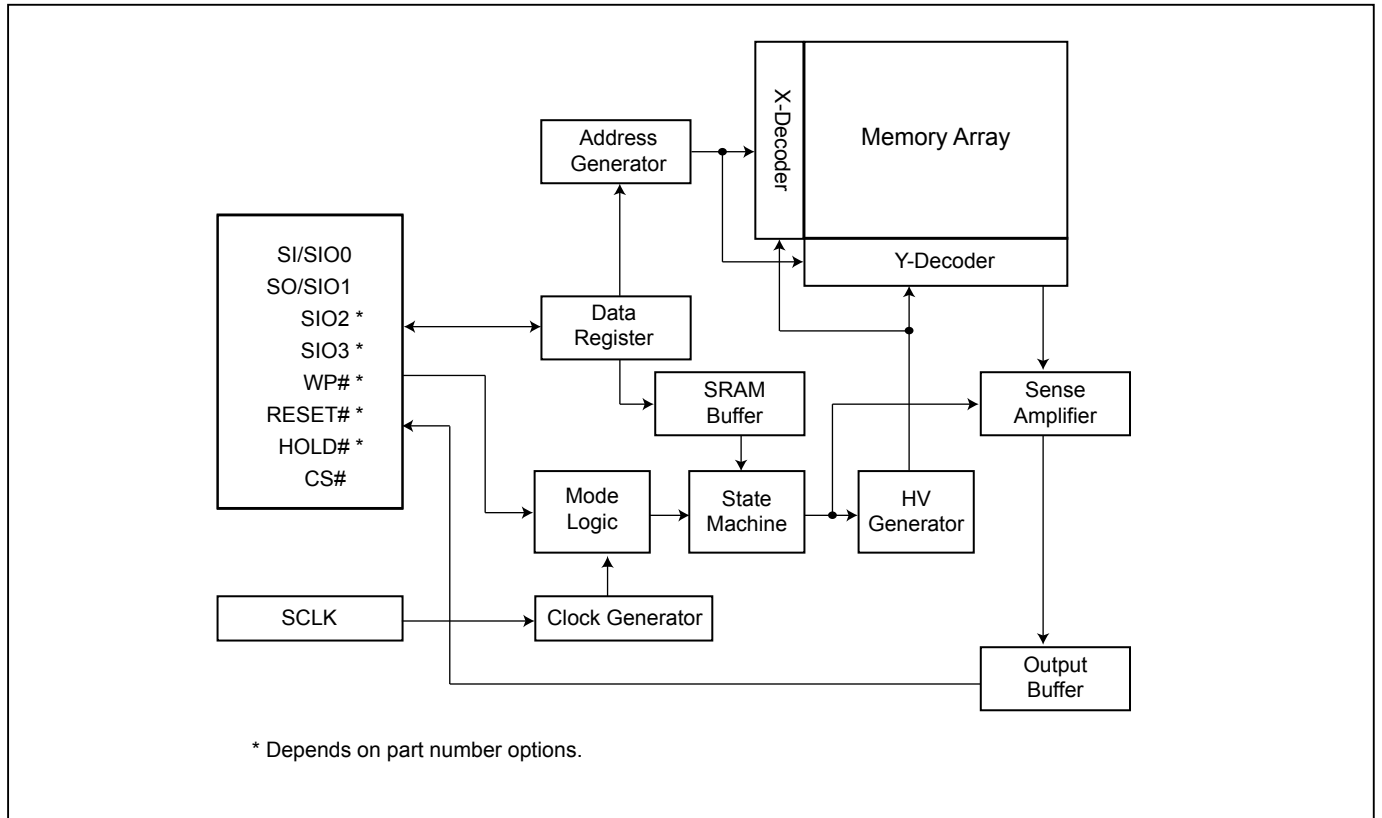 X-Decoder
Memory Array
Address
Generator
SI/SIO0
SO/SIO1
SIO2 *
SIO3 *
WP# *
RESET# *
HOLD# *
CS#
Y-Decoder
Data
Register
SRAM
Buffer
Sense
Amplifier
Mode
Logic
State
Machine
HV
Generator
SCLK
Clock Generator
Output
Buffer
* Depends on part number options.